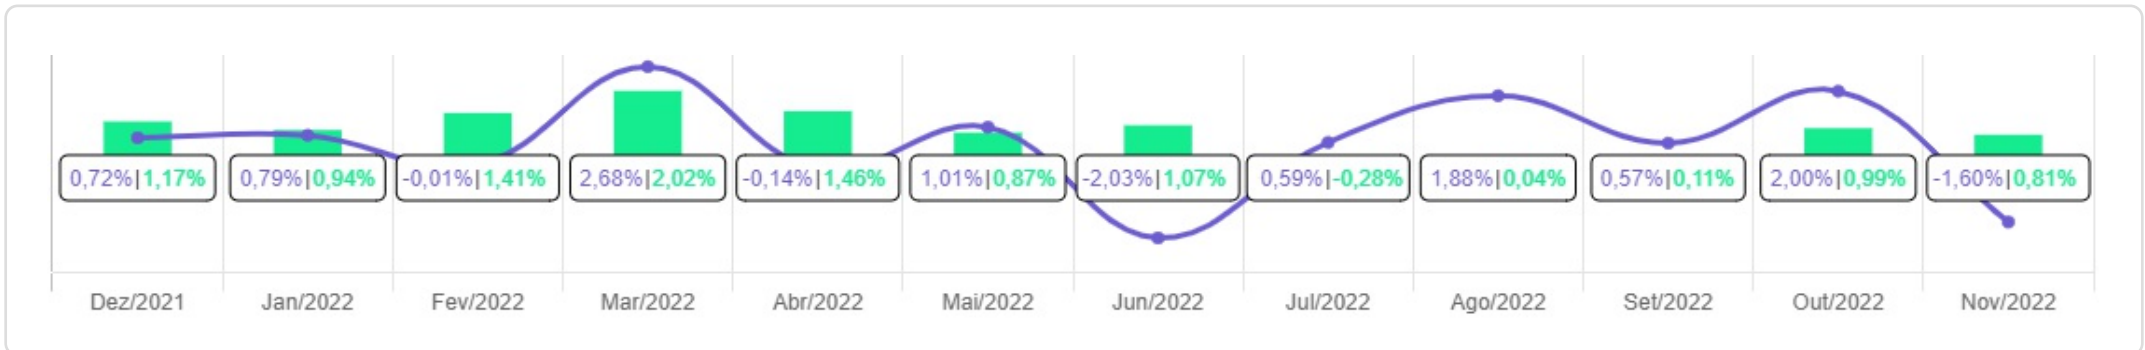 0,72%|1,17% 0,79%|0,94% -0,01%|1,41% 2,68%|2,02% -0,14%|1,46% 1,01%|0,87% -2,03%|1,07% 0,59%|-0,28% 1,88%|0,04% 0,57%|0,11% 2,00%|0,99% -1,60%|0,81%
Dez/2021 Jan/2022 Fev/2022 Mar/2022 Abr/2022 Mai/2022 Jun/2022 Jul/2022 Ago/2022 Set/2022 Out/2022 Nov/2022